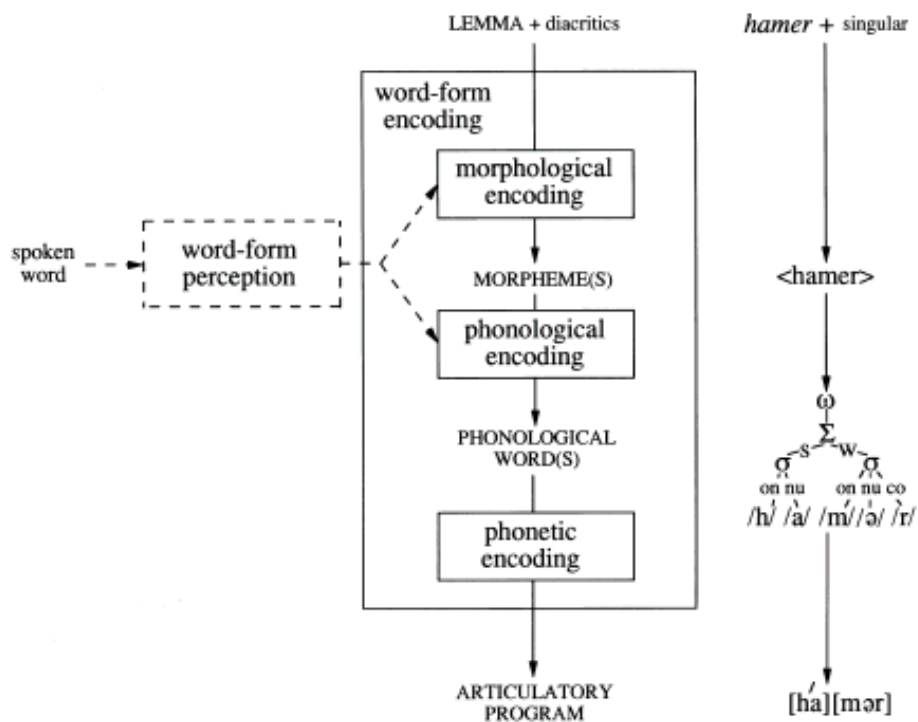 LEMMA + diacritics
hamer + singular
word-form
encoding
morphological
encoding
spoken
word
word-form
perception
MORPHEME(S)
<hamer>
phonological
encoding
ω
Σ
s w
σ σ
PHONOLOGICAL
WORD(S)
on nu on nu co
/h/ /a/ /m/ /ə/ /r/
phonetic
encoding
ARTICULATORY
PROGRAM
[há][mər]